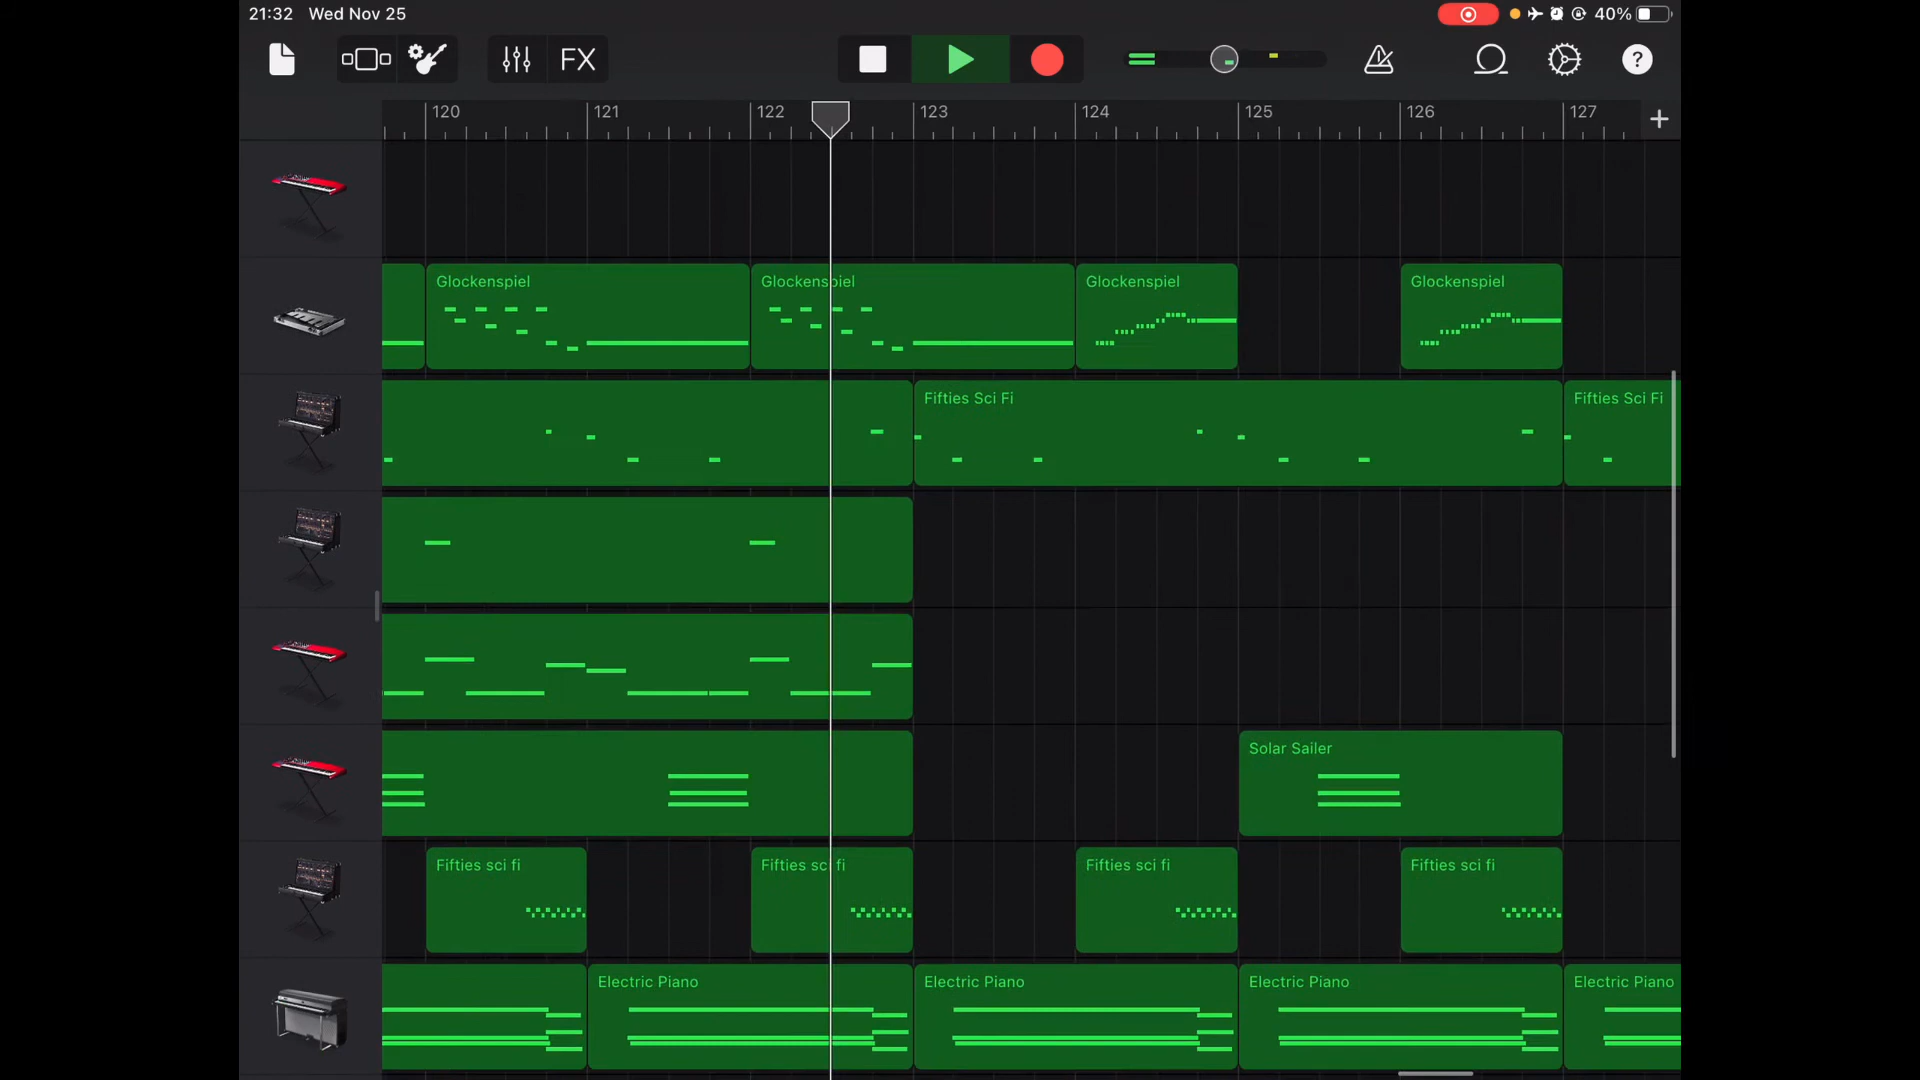 21:32 Wed Nov 25 40%
FX ?
120 121 122 123 124 125 126 127 +
Glockenspiel Glockenspiel Glockenspiel Glockenspiel
Fifties Sci Fi Fifties Sci Fi
Solar Sailer
Fifties sci fi Fifties sci fi Fifties sci fi Fifties sci fi
Electric Piano Electric Piano Electric Piano Electric Piano